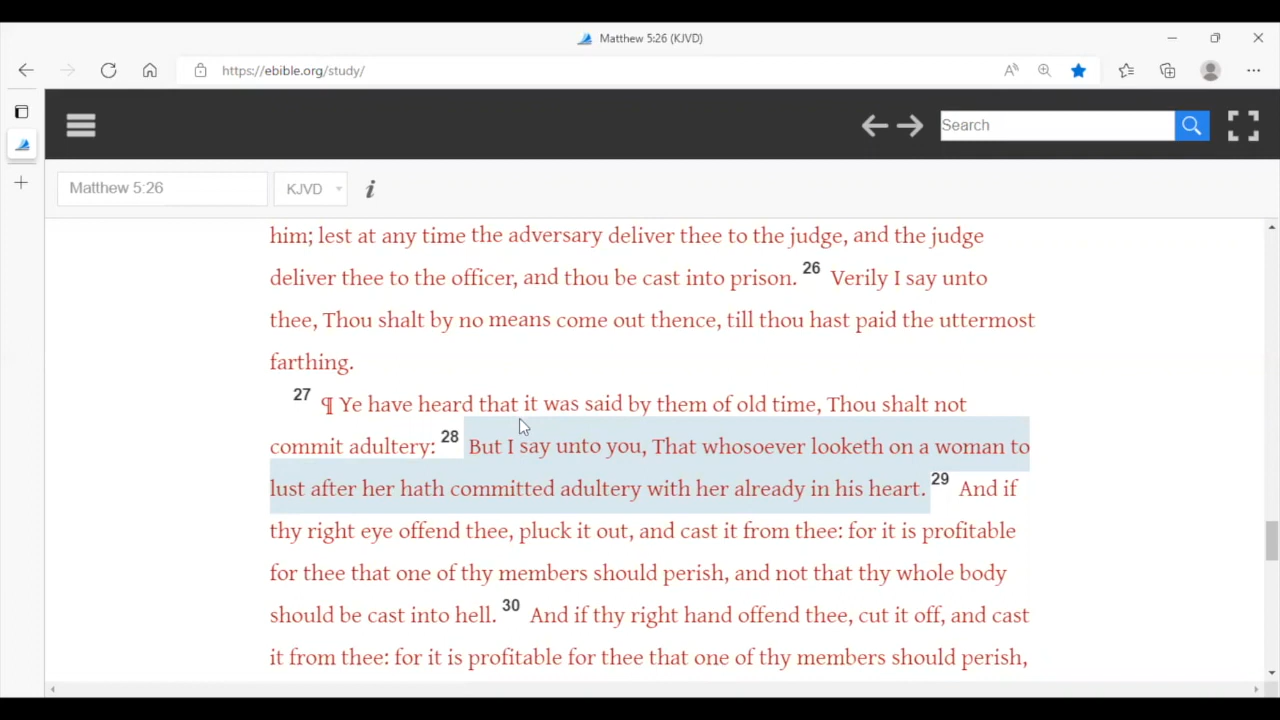 Matthew 5:26 (KJVD)
https://ebible.org/study/
Search
Matthew 5:26 KJVD i
him; lest at any time the adversary deliver thee to the judge, and the judge
deliver thee to the officer, and thou be cast into prison. 26 Verily I say unto
thee, Thou shalt by no means come out thence, till thou hast paid the uttermost
farthing.
27 ¶ Ye have heard that it was said by them of old time, Thou shalt not
commit adultery: 28 But I say unto you, That whosoever looketh on a woman to
lust after her hath committed adultery with her already in his heart. 29 And if
thy right eye offend thee, pluck it out, and cast it from thee: for it is profitable
for thee that one of thy members should perish, and not that thy whole body
should be cast into hell. 30 And if thy right hand offend thee, cut it off, and cast
it from thee: for it is profitable for thee that one of thy members should perish,